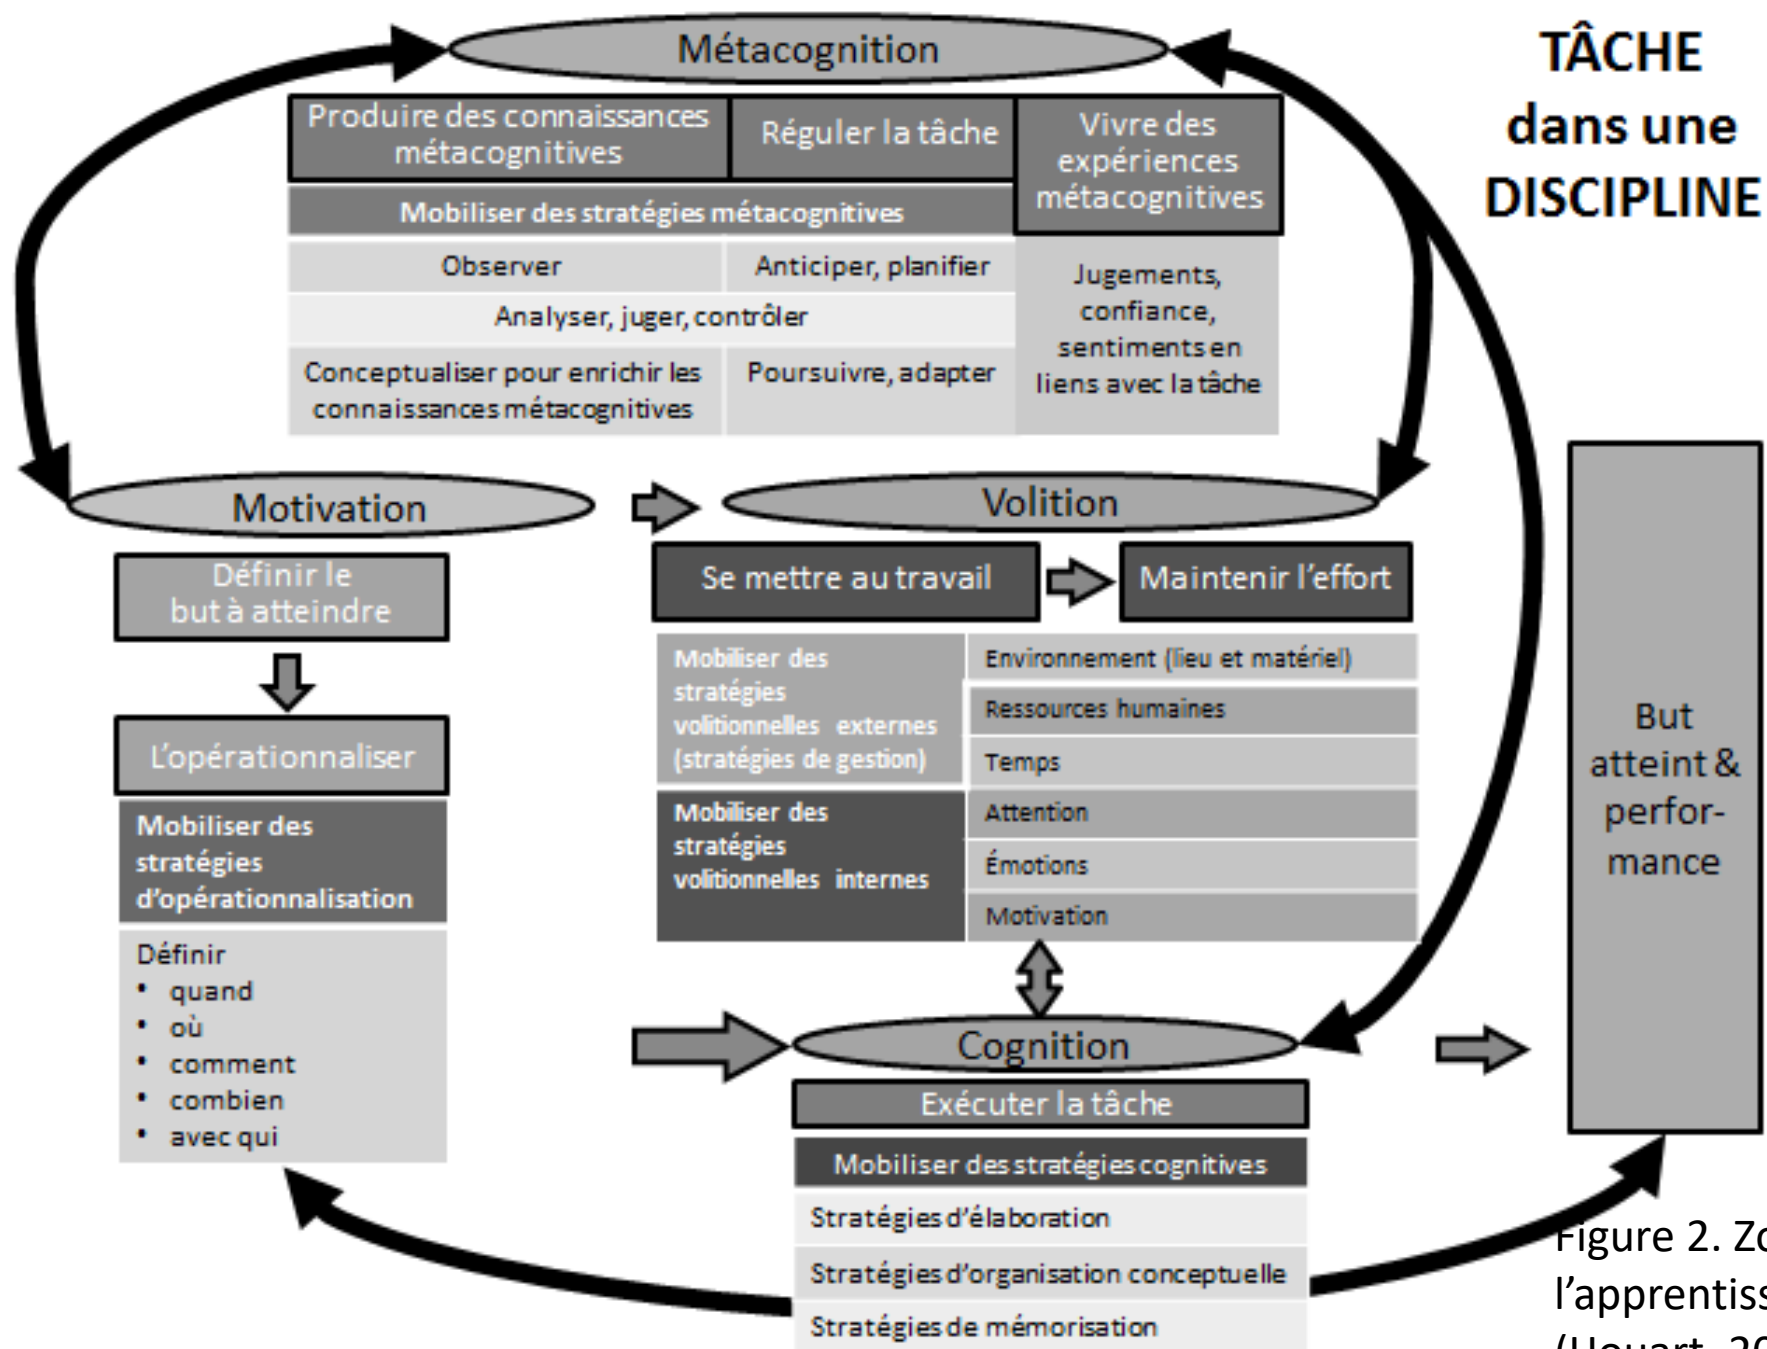 Métacognition
TÂCHE
dans une
DISCIPLINE
Produire des connaissances
métacognitives
Réguler la tâche
Vivre des
expériences
métacognitives
Mobiliser des stratégies métacognitives
Observer
Anticiper, planifier
Analyser, juger, contrôler
Conceptualiser pour enrichir les
connaissances métacognitives
Poursuivre, adapter
Jugements,
confiance,
sentiments en
liens avec la tâche
Motivation
Définir le
but à atteindre
L'opérationnaliser
Mobiliser des
stratégies
d'opérationnalisation
Définir
• quand
• où
• comment
• combien
• avec qui
Volition
Se mettre au travail
Maintenir l'effort
Mobiliser des
stratégies
volitionnelles externes
(stratégies de gestion)
Environnement (lieu et matériel)
Ressources humaines
Temps
Mobiliser des
stratégies
volitionnelles internes
Attention
Émotions
Motivation
Cognition
Exécuter la tâche
Mobiliser des stratégies cognitives
Stratégies d'élaboration
Stratégies d'organisation conceptuelle
Stratégies de mémorisation
But
atteint &
perfor-
mance
Figure 2.